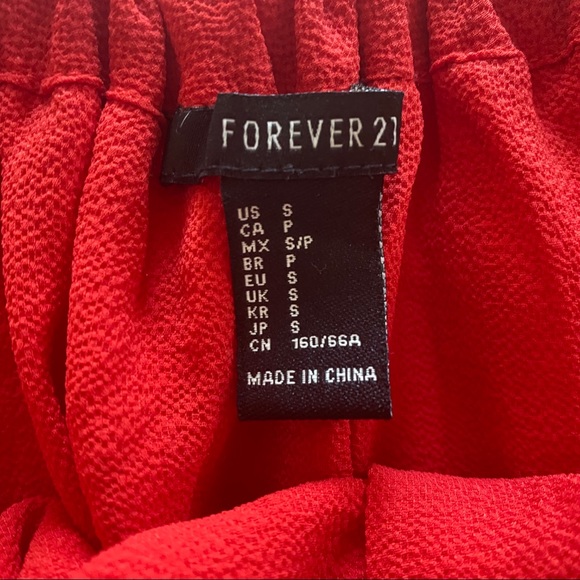 FOREVER 21
US S
CA P
MX S/P
BR P
EU S
UK S
KR S
JP S
CN 160/66A
MADE IN CHINA